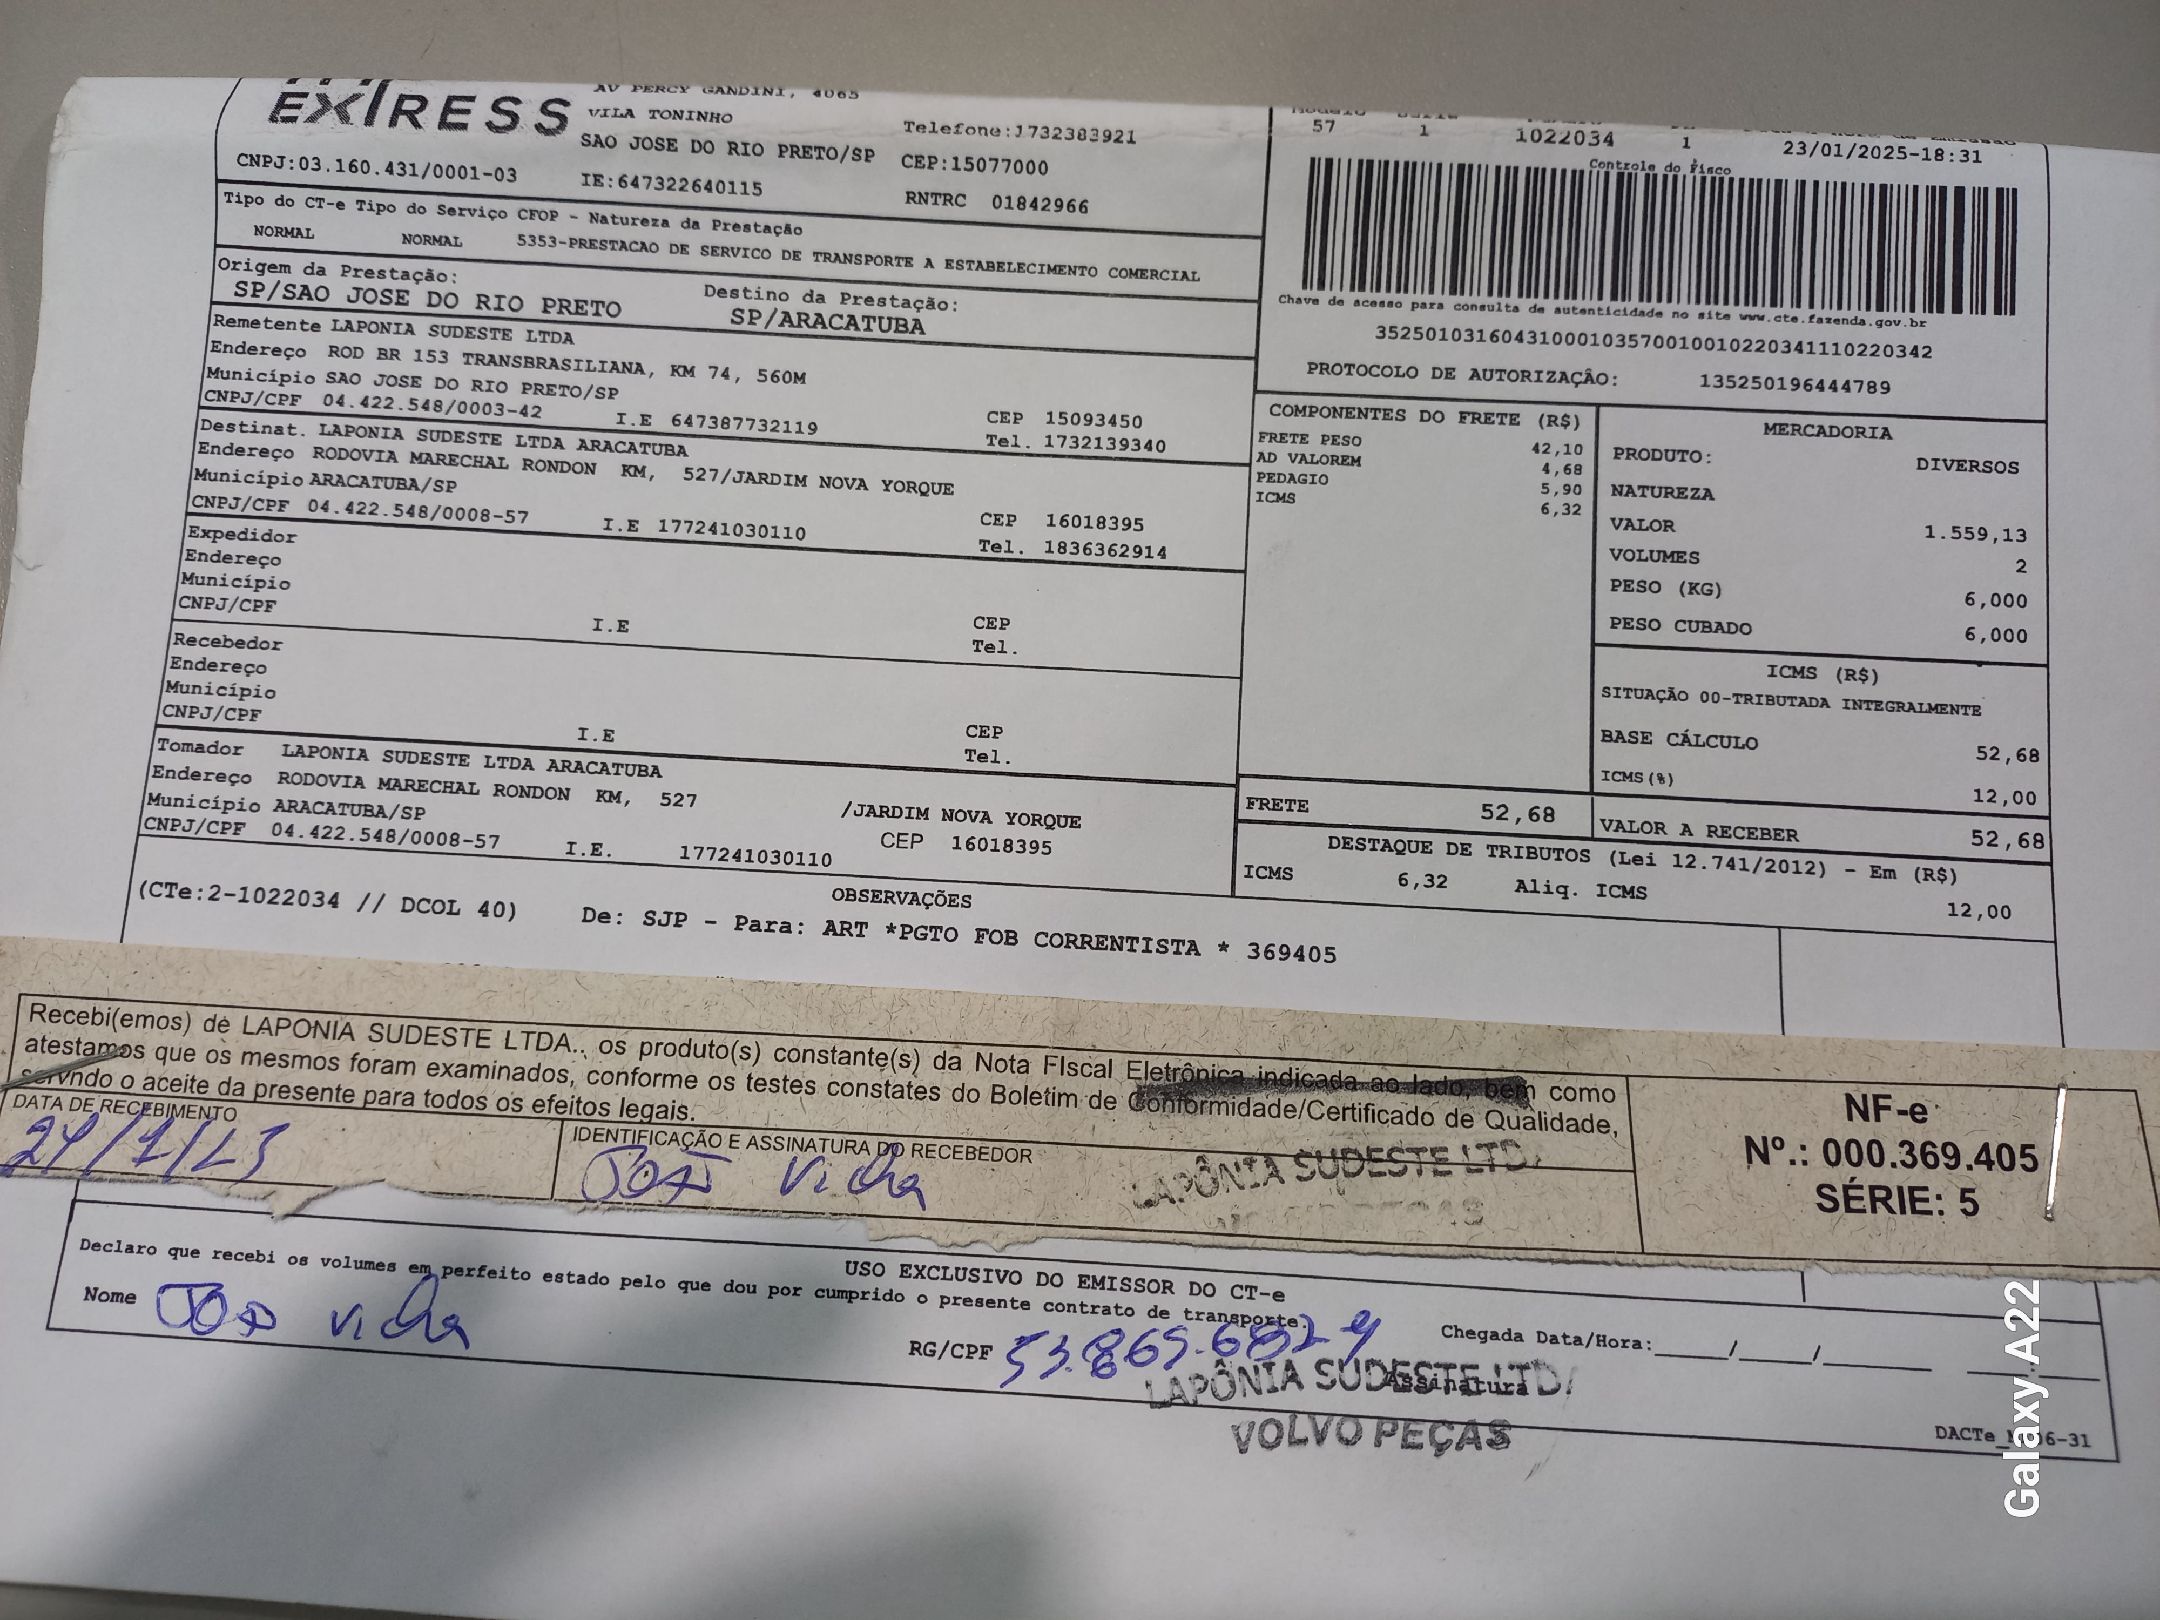 EXPRESS
AV PERCY GANDINI, 4065
VILA TONINHO
SAO JOSE DO RIO PRETO/SP
Telefone:1732383921
CEP:15077000
CNPJ:03.160.431/0001-03
IE:647322640115
RNTRC 01842966
57 1 1022034 1 23/01/2025-18:31
Controle do Fisco
Tipo do CT-e Tipo do Serviço CFOP - Natureza da Prestação
NORMAL NORMAL 5353-PRESTACAO DE SERVICO DE TRANSPORTE A ESTABELECIMENTO COMERCIAL
Origem da Prestação: Destino da Prestação:
SP/SAO JOSE DO RIO PRETO SP/ARACATUBA
Chave de acesso para consulta de autenticidade no site www.cte.fazenda.gov.br
35250103160431000103570010010220341110220342
PROTOCOLO DE AUTORIZAÇÂO: 135250196444789
Remetente LAPONIA SUDESTE LTDA
Endereço ROD BR 153 TRANSBRASILIANA, KM 74, 560M
Município SAO JOSE DO RIO PRETO/SP CEP 15093450
CNPJ/CPF 04.422.548/0003-42 I.E 647387732119 Tel. 1732139340
Destinat. LAPONIA SUDESTE LTDA ARACATUBA
Endereço RODOVIA MARECHAL RONDON KM, 527/JARDIM NOVA YORQUE
Município ARACATUBA/SP CEP 16018395
CNPJ/CPF 04.422.548/0008-57 I.E 177241030110 Tel. 1836362914
Expedidor
Endereço
Município CEP
CNPJ/CPF I.E Tel.
Recebedor
Endereço
Município CEP
CNPJ/CPF I.E Tel.
Tomador LAPONIA SUDESTE LTDA ARACATUBA
Endereço RODOVIA MARECHAL RONDON KM, 527 /JARDIM NOVA YORQUE
Município ARACATUBA/SP CEP 16018395
CNPJ/CPF 04.422.548/0008-57 I.E. 177241030110
COMPONENTES DO FRETE (R$)
FRETE PESO 42,10
AD VALOREM 4,68
PEDAGIO 5,90
ICMS 6,32
MERCADORIA
PRODUTO: DIVERSOS
NATUREZA
VALOR 1.559,13
VOLUMES 2
PESO (KG) 6,000
PESO CUBADO 6,000
ICMS (R$)
SITUAÇÃO 00-TRIBUTADA INTEGRALMENTE
BASE CÁLCULO 52,68
ICMS(%) 12,00
FRETE 52,68 VALOR A RECEBER 52,68
DESTAQUE DE TRIBUTOS (Lei 12.741/2012) - Em (R$)
ICMS 6,32 Aliq. ICMS 12,00
OBSERVAÇÕES
(CTe:2-1022034 // DCOL 40) De: SJP - Para: ART *PGTO FOB CORRENTISTA * 369405
Recebi(emos) de LAPONIA SUDESTE LTDA.. os produto(s) constante(s) da Nota FIscal Eletrônica indicada ao lado, bem como
atestamos que os mesmos foram examinados, conforme os testes constates do Boletim de Conformidade/Certificado de Qualidade,
servndo o aceite da presente para todos os efeitos legais.
DATA DE RECEBIMENTO
IDENTIFICAÇÃO E ASSINATURA DO RECEBEDOR
LAPÔNIA SUDESTE LTD
NF-e
Nº.: 000.369.405
SÉRIE: 5
USO EXCLUSIVO DO EMISSOR DO CT-e
Declaro que recebi os volumes em perfeito estado pelo que dou por cumprido o presente contrato de transporte.
Nome
RG/CPF
Chegada Data/Hora:____/____/______
Assinatura
LAPÔNIA SUDESTE LTD
VOLVO PEÇAS
Galaxy A22